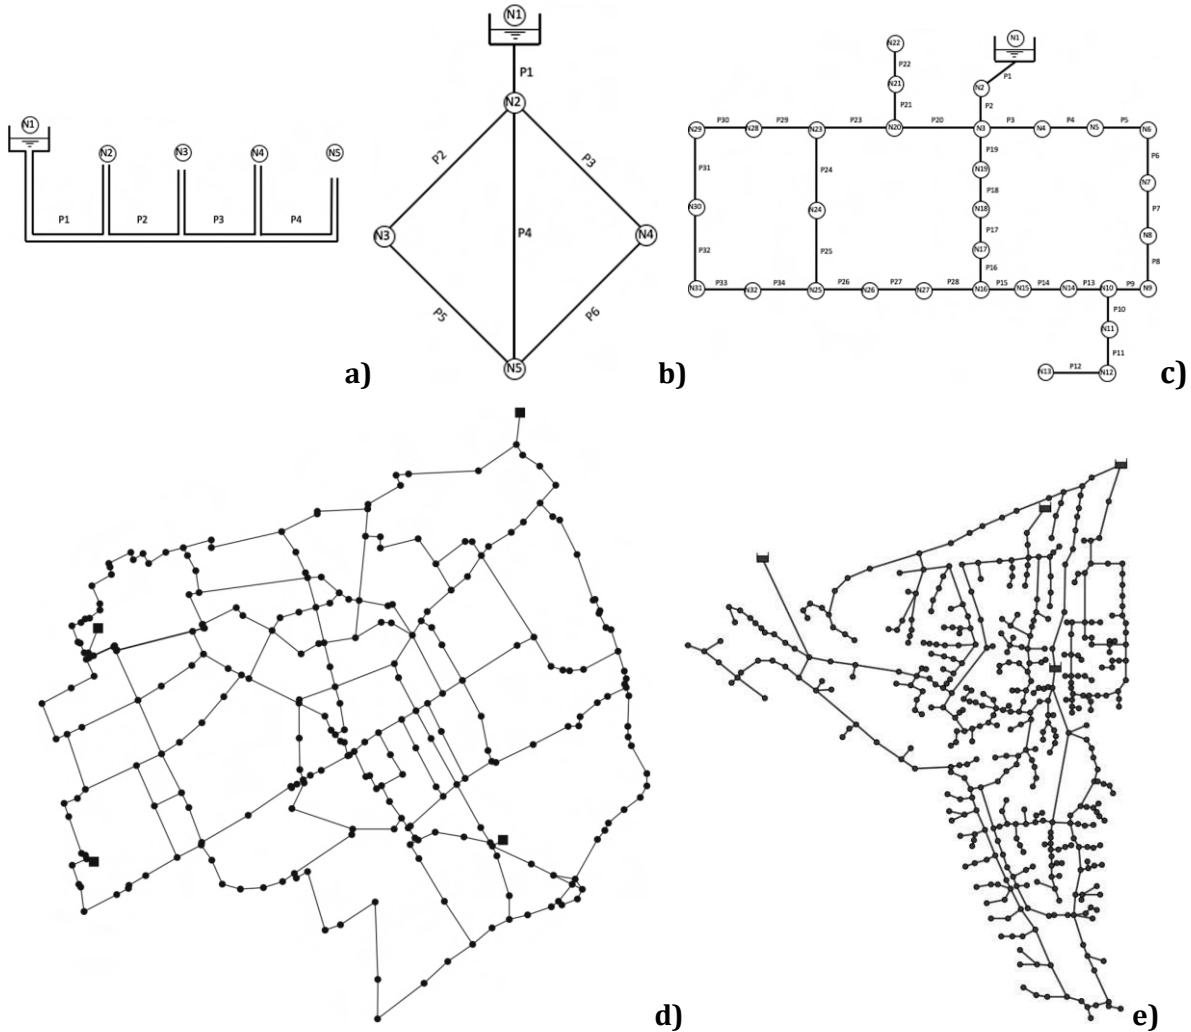 N1
N2
N3
N4
N5
P1
P2
P3
P4
a)
N1
P1
N2
P2
P3
P4
N3
N4
P5
P6
N5
b)
N1
P1
N22
P22
N2
N21
P2
P21
N29
P30
N28
P29
N23
P23
N20
P20
N3
P3
N4
P4
N5
P5
N6
P19
P6
P31
P24
N19
N7
P18
N30
N24
N18
P7
P17
N8
P32
P25
N17
P16
P8
N31
P33
N32
P34
N25
P26
N26
P27
N27
P28
N16
P15
N15
P14
N14
P13
N10
P9
N9
P10
N11
P11
N13
P12
N12
c)
d)
e)